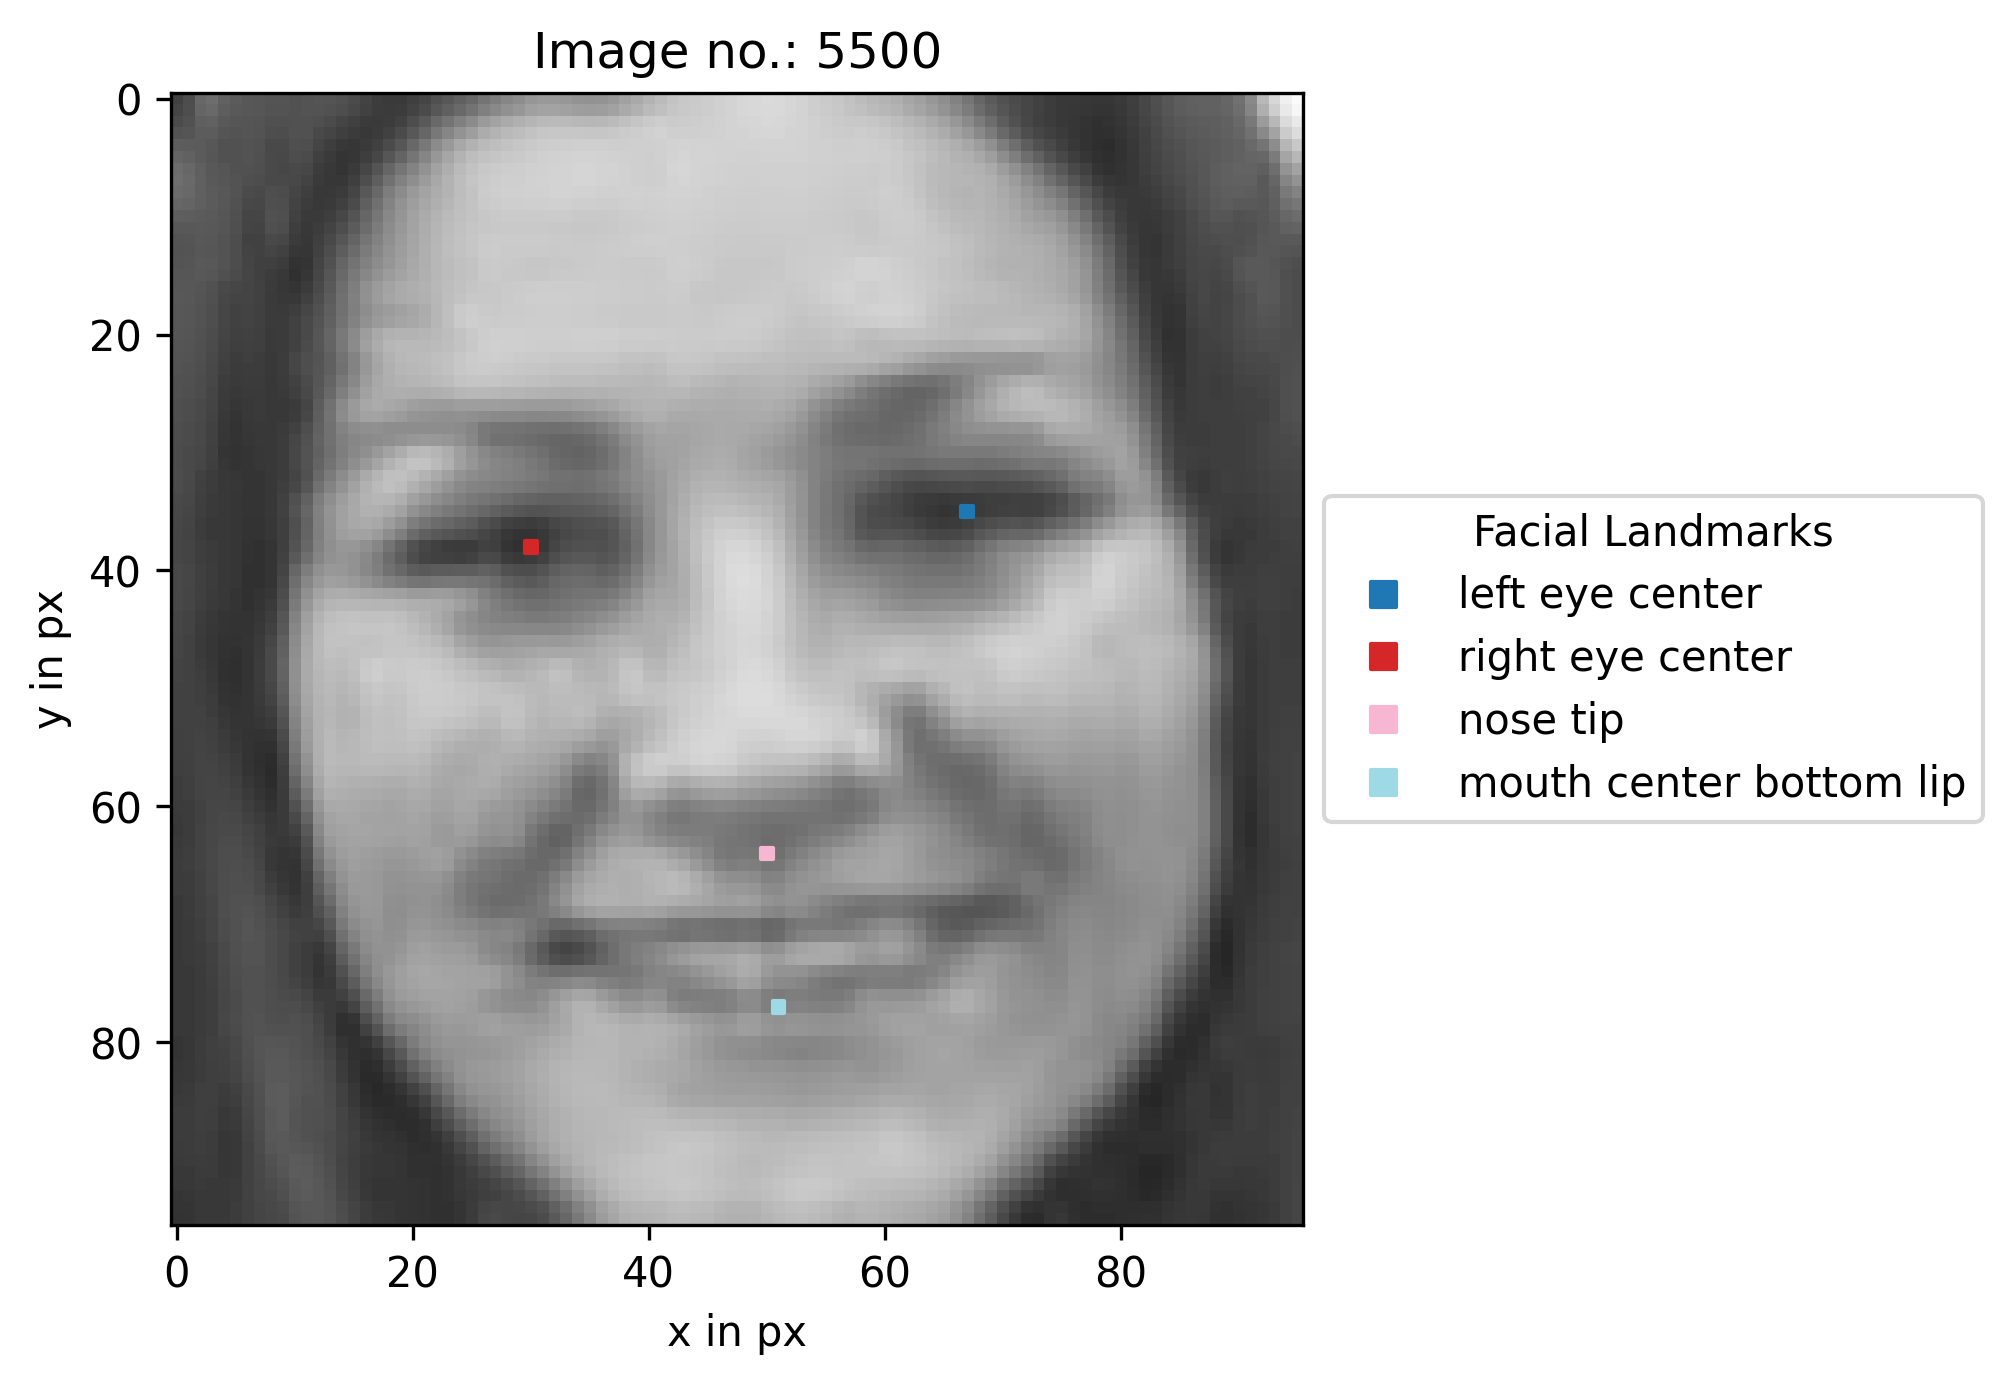 Image no.: 5500
0
20
40
60
80
y in px
0 20 40 60 80
x in px
Facial Landmarks
left eye center
right eye center
nose tip
mouth center bottom lip